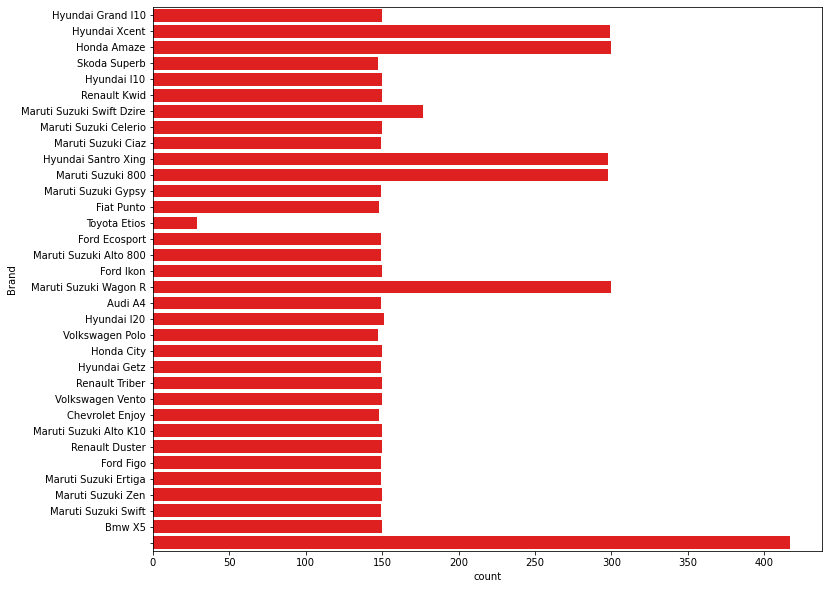 Hyundai Grand I10
Hyundai Xcent
Honda Amaze
Skoda Superb
Hyundai I10
Renault Kwid
Maruti Suzuki Swift Dzire
Maruti Suzuki Celerio
Maruti Suzuki Ciaz
Hyundai Santro Xing
Maruti Suzuki 800
Maruti Suzuki Gypsy
Fiat Punto
Toyota Etios
Ford Ecosport
Maruti Suzuki Alto 800
Ford Ikon
Maruti Suzuki Wagon R
Audi A4
Hyundai I20
Volkswagen Polo
Honda City
Hyundai Getz
Renault Triber
Volkswagen Vento
Chevrolet Enjoy
Maruti Suzuki Alto K10
Renault Duster
Ford Figo
Maruti Suzuki Ertiga
Maruti Suzuki Zen
Maruti Suzuki Swift
Bmw X5
Brand
0 50 100 150 200 250 300 350 400
count